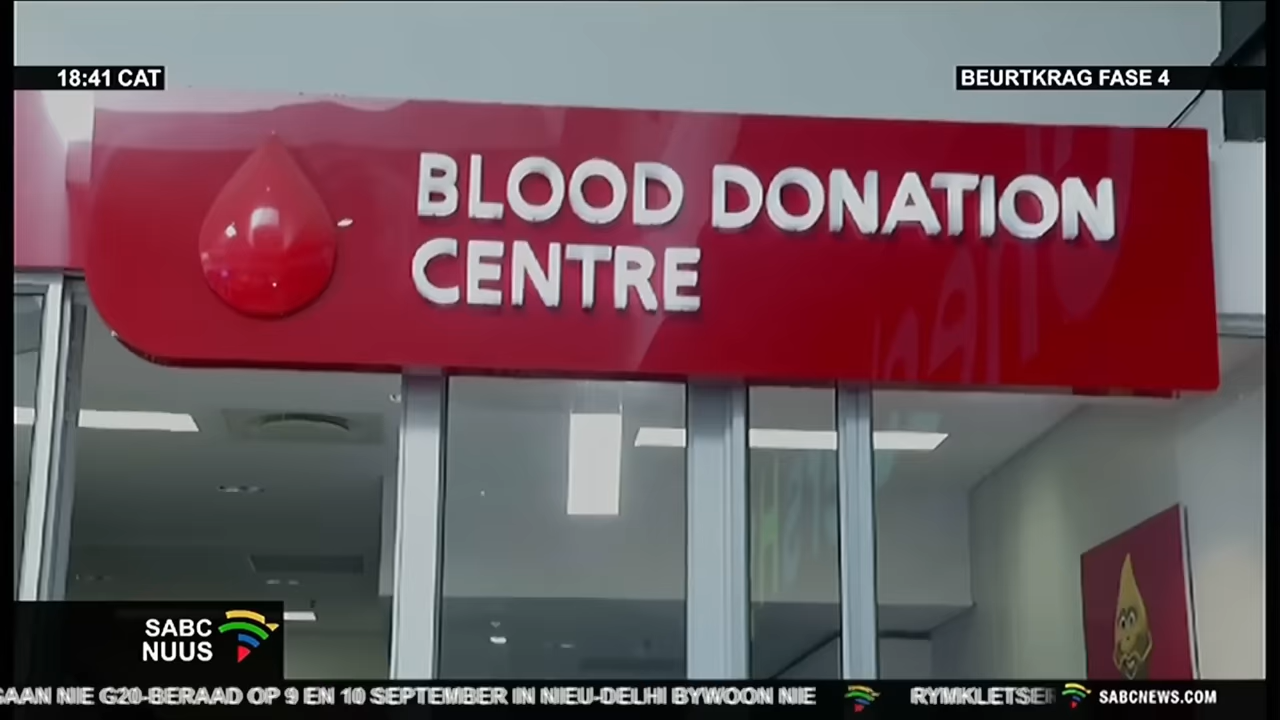 18:41 CAT
BEURTKRAG FASE 4
BLOOD DONATION
CENTRE
SABC
NUUS
GAAN NIE G20-BERAAD OP 9 EN 10 SEPTEMBER IN NIEU-DELHI BYWOON NIE
SABCNEWS.COM